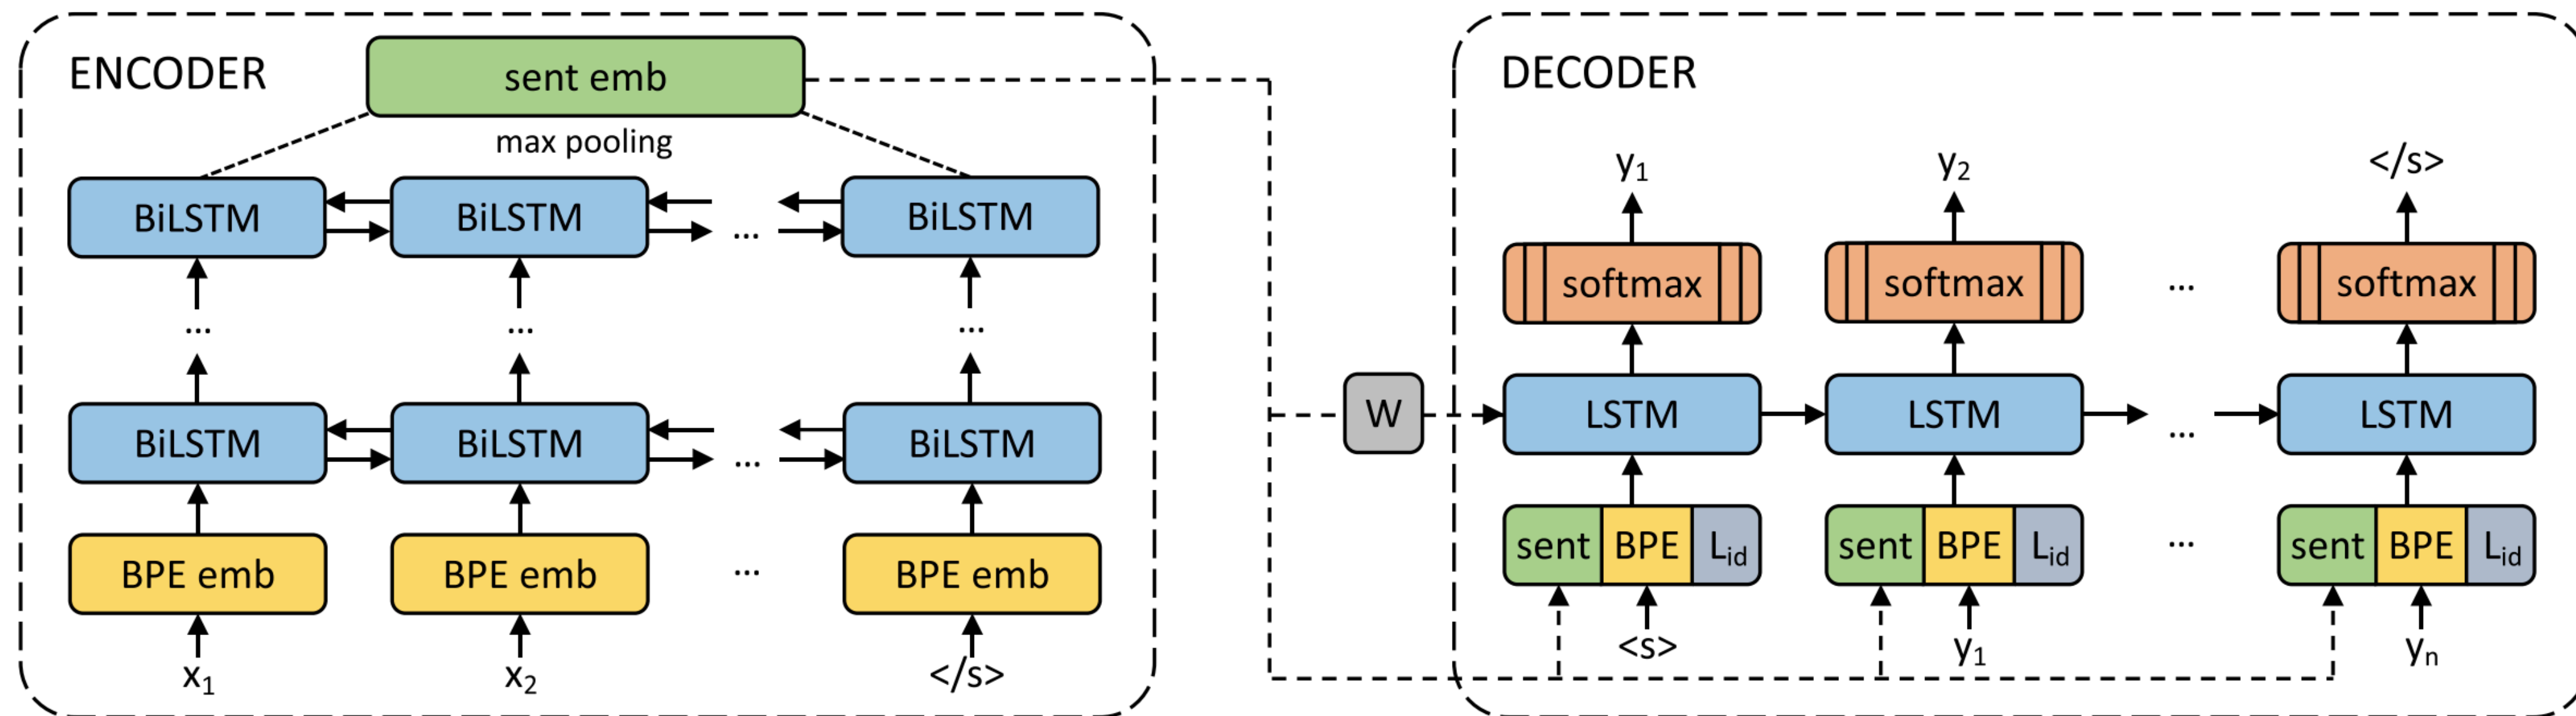 ENCODER
sent emb
max pooling
BiLSTM BiLSTM ... BiLSTM
... ... ...
BiLSTM BiLSTM ... BiLSTM
BPE emb BPE emb ... BPE emb
x₁ x₂ </s>
W
DECODER
y₁ y₂ </s>
softmax softmax ... softmax
LSTM LSTM ... LSTM
sent BPE Lid sent BPE Lid ... sent BPE Lid
<s> y₁ yₙ